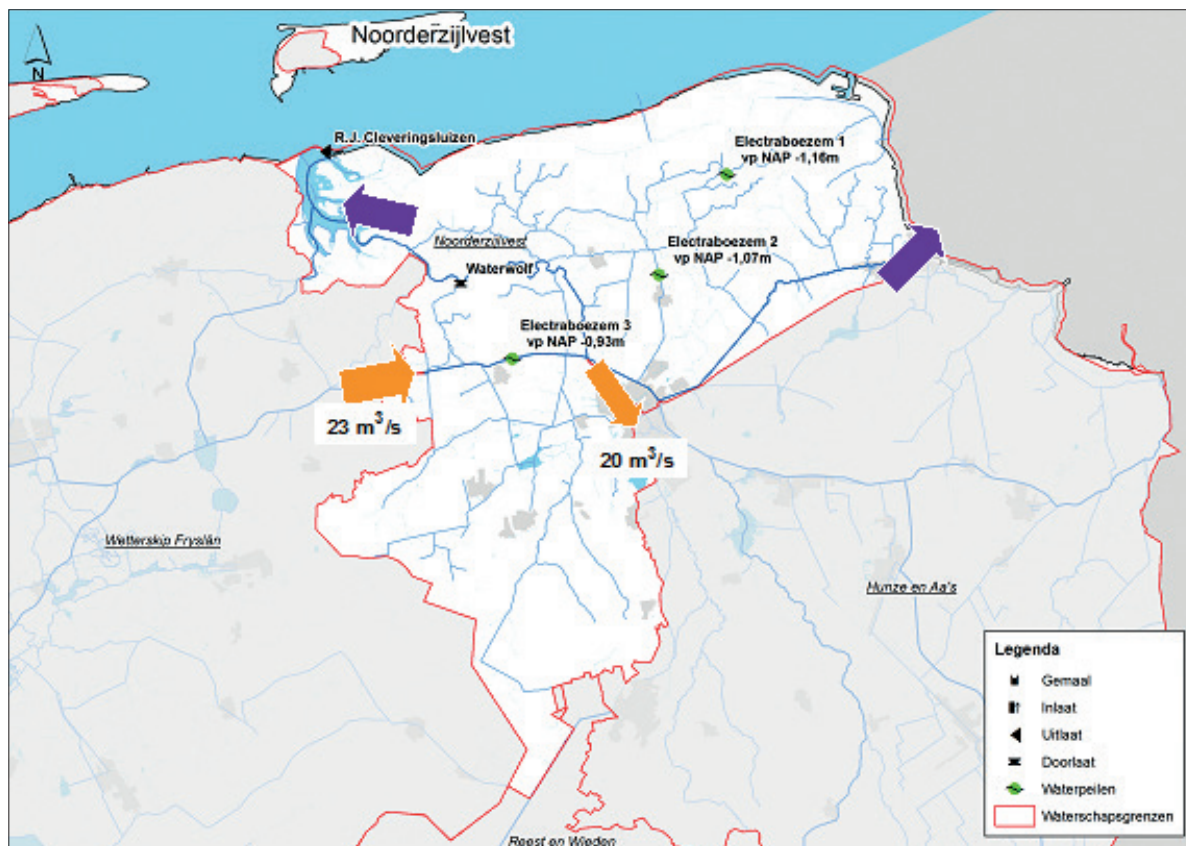 Noorderzijlvest
N
R.J. Cleveringsluizen
Electraboezem 1
vp NAP -1,16m
Noorderzijlvest
Electraboezem 2
vp NAP -1,07m
Waterwolf
Electraboezem 3
vp NAP -0,93m
23 m³/s
20 m³/s
Wetterskip Fryslân
Hunze en Aa's
Reest en Wieden
Legenda
Gemaal
Inlaat
Uitlaat
Doorlaat
Waterpeilen
Waterschapsgrenzen